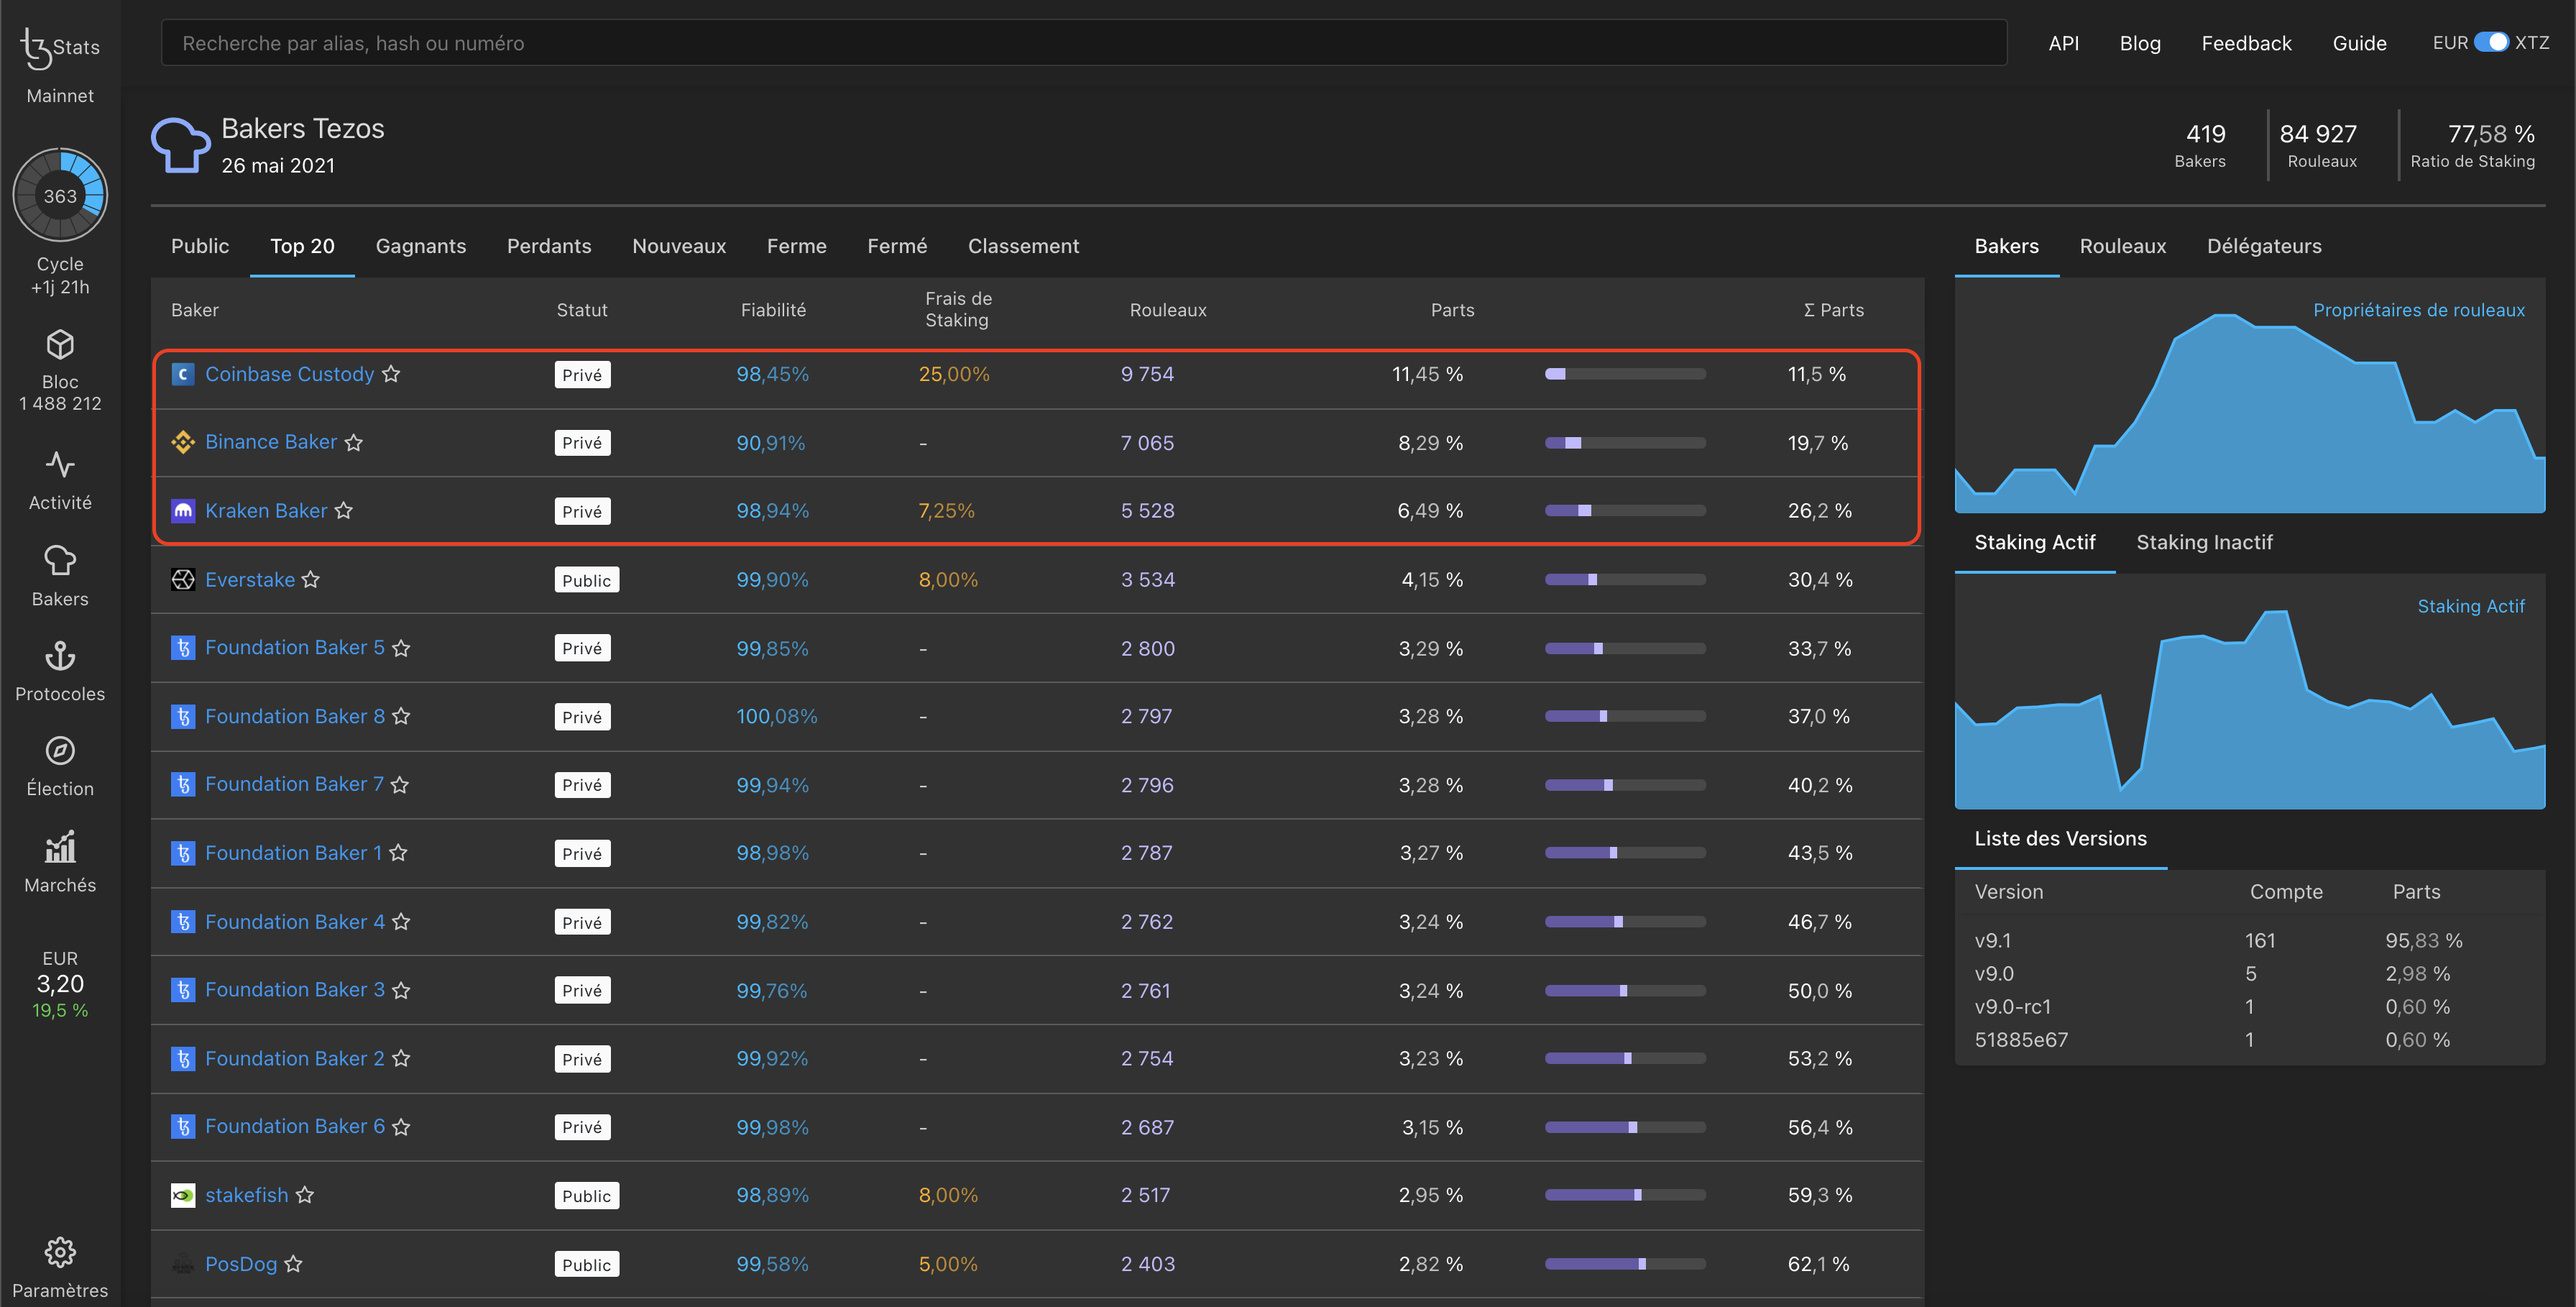 Stats
Mainnet
363
Cycle
+1j 21h
Bloc
1 488 212
Activité
Bakers
Protocoles
Élection
Marchés
EUR
3,20
19,5 %
Paramètres
Recherche par alias, hash ou numéro
API Blog Feedback Guide EUR XTZ
Bakers Tezos
26 mai 2021
419 84 927 77,58 %
Bakers Rouleaux Ratio de Staking
Public Top 20 Gagnants Perdants Nouveaux Ferme Fermé Classement
Baker Statut Fiabilité Frais de Staking Rouleaux Parts Σ Parts
C Coinbase Custody Privé 98,45% 25,00% 9 754 11,45 % 11,5 %
Binance Baker Privé 90,91% - 7 065 8,29 % 19,7 %
Kraken Baker Privé 98,94% 7,25% 5 528 6,49 % 26,2 %
Everstake Public 99,90% 8,00% 3 534 4,15 % 30,4 %
Foundation Baker 5 Privé 99,85% - 2 800 3,29 % 33,7 %
Foundation Baker 8 Privé 100,08% - 2 797 3,28 % 37,0 %
Foundation Baker 7 Privé 99,94% - 2 796 3,28 % 40,2 %
Foundation Baker 1 Privé 98,98% - 2 787 3,27 % 43,5 %
Foundation Baker 4 Privé 99,82% - 2 762 3,24 % 46,7 %
Foundation Baker 3 Privé 99,76% - 2 761 3,24 % 50,0 %
Foundation Baker 2 Privé 99,92% - 2 754 3,23 % 53,2 %
Foundation Baker 6 Privé 99,98% - 2 687 3,15 % 56,4 %
stakefish Public 98,89% 8,00% 2 517 2,95 % 59,3 %
PosDog Public 99,58% 5,00% 2 403 2,82 % 62,1 %
Bakers Rouleaux Délégateurs
Propriétaires de rouleaux
Staking Actif Staking Inactif
Staking Actif
Liste des Versions
Version Compte Parts
v9.1 161 95,83 %
v9.0 5 2,98 %
v9.0-rc1 1 0,60 %
51885e67 1 0,60 %